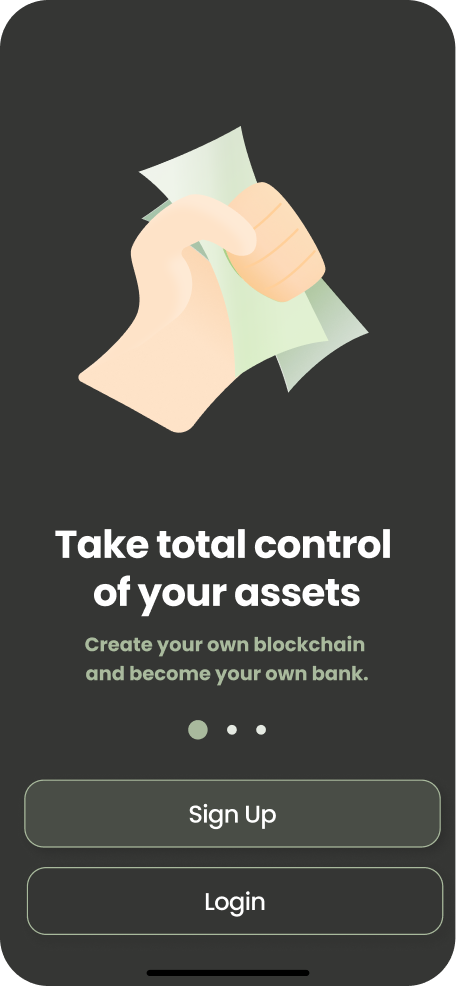 Take total control
of your assets
Create your own blockchain
and become your own bank.
Sign Up
Login